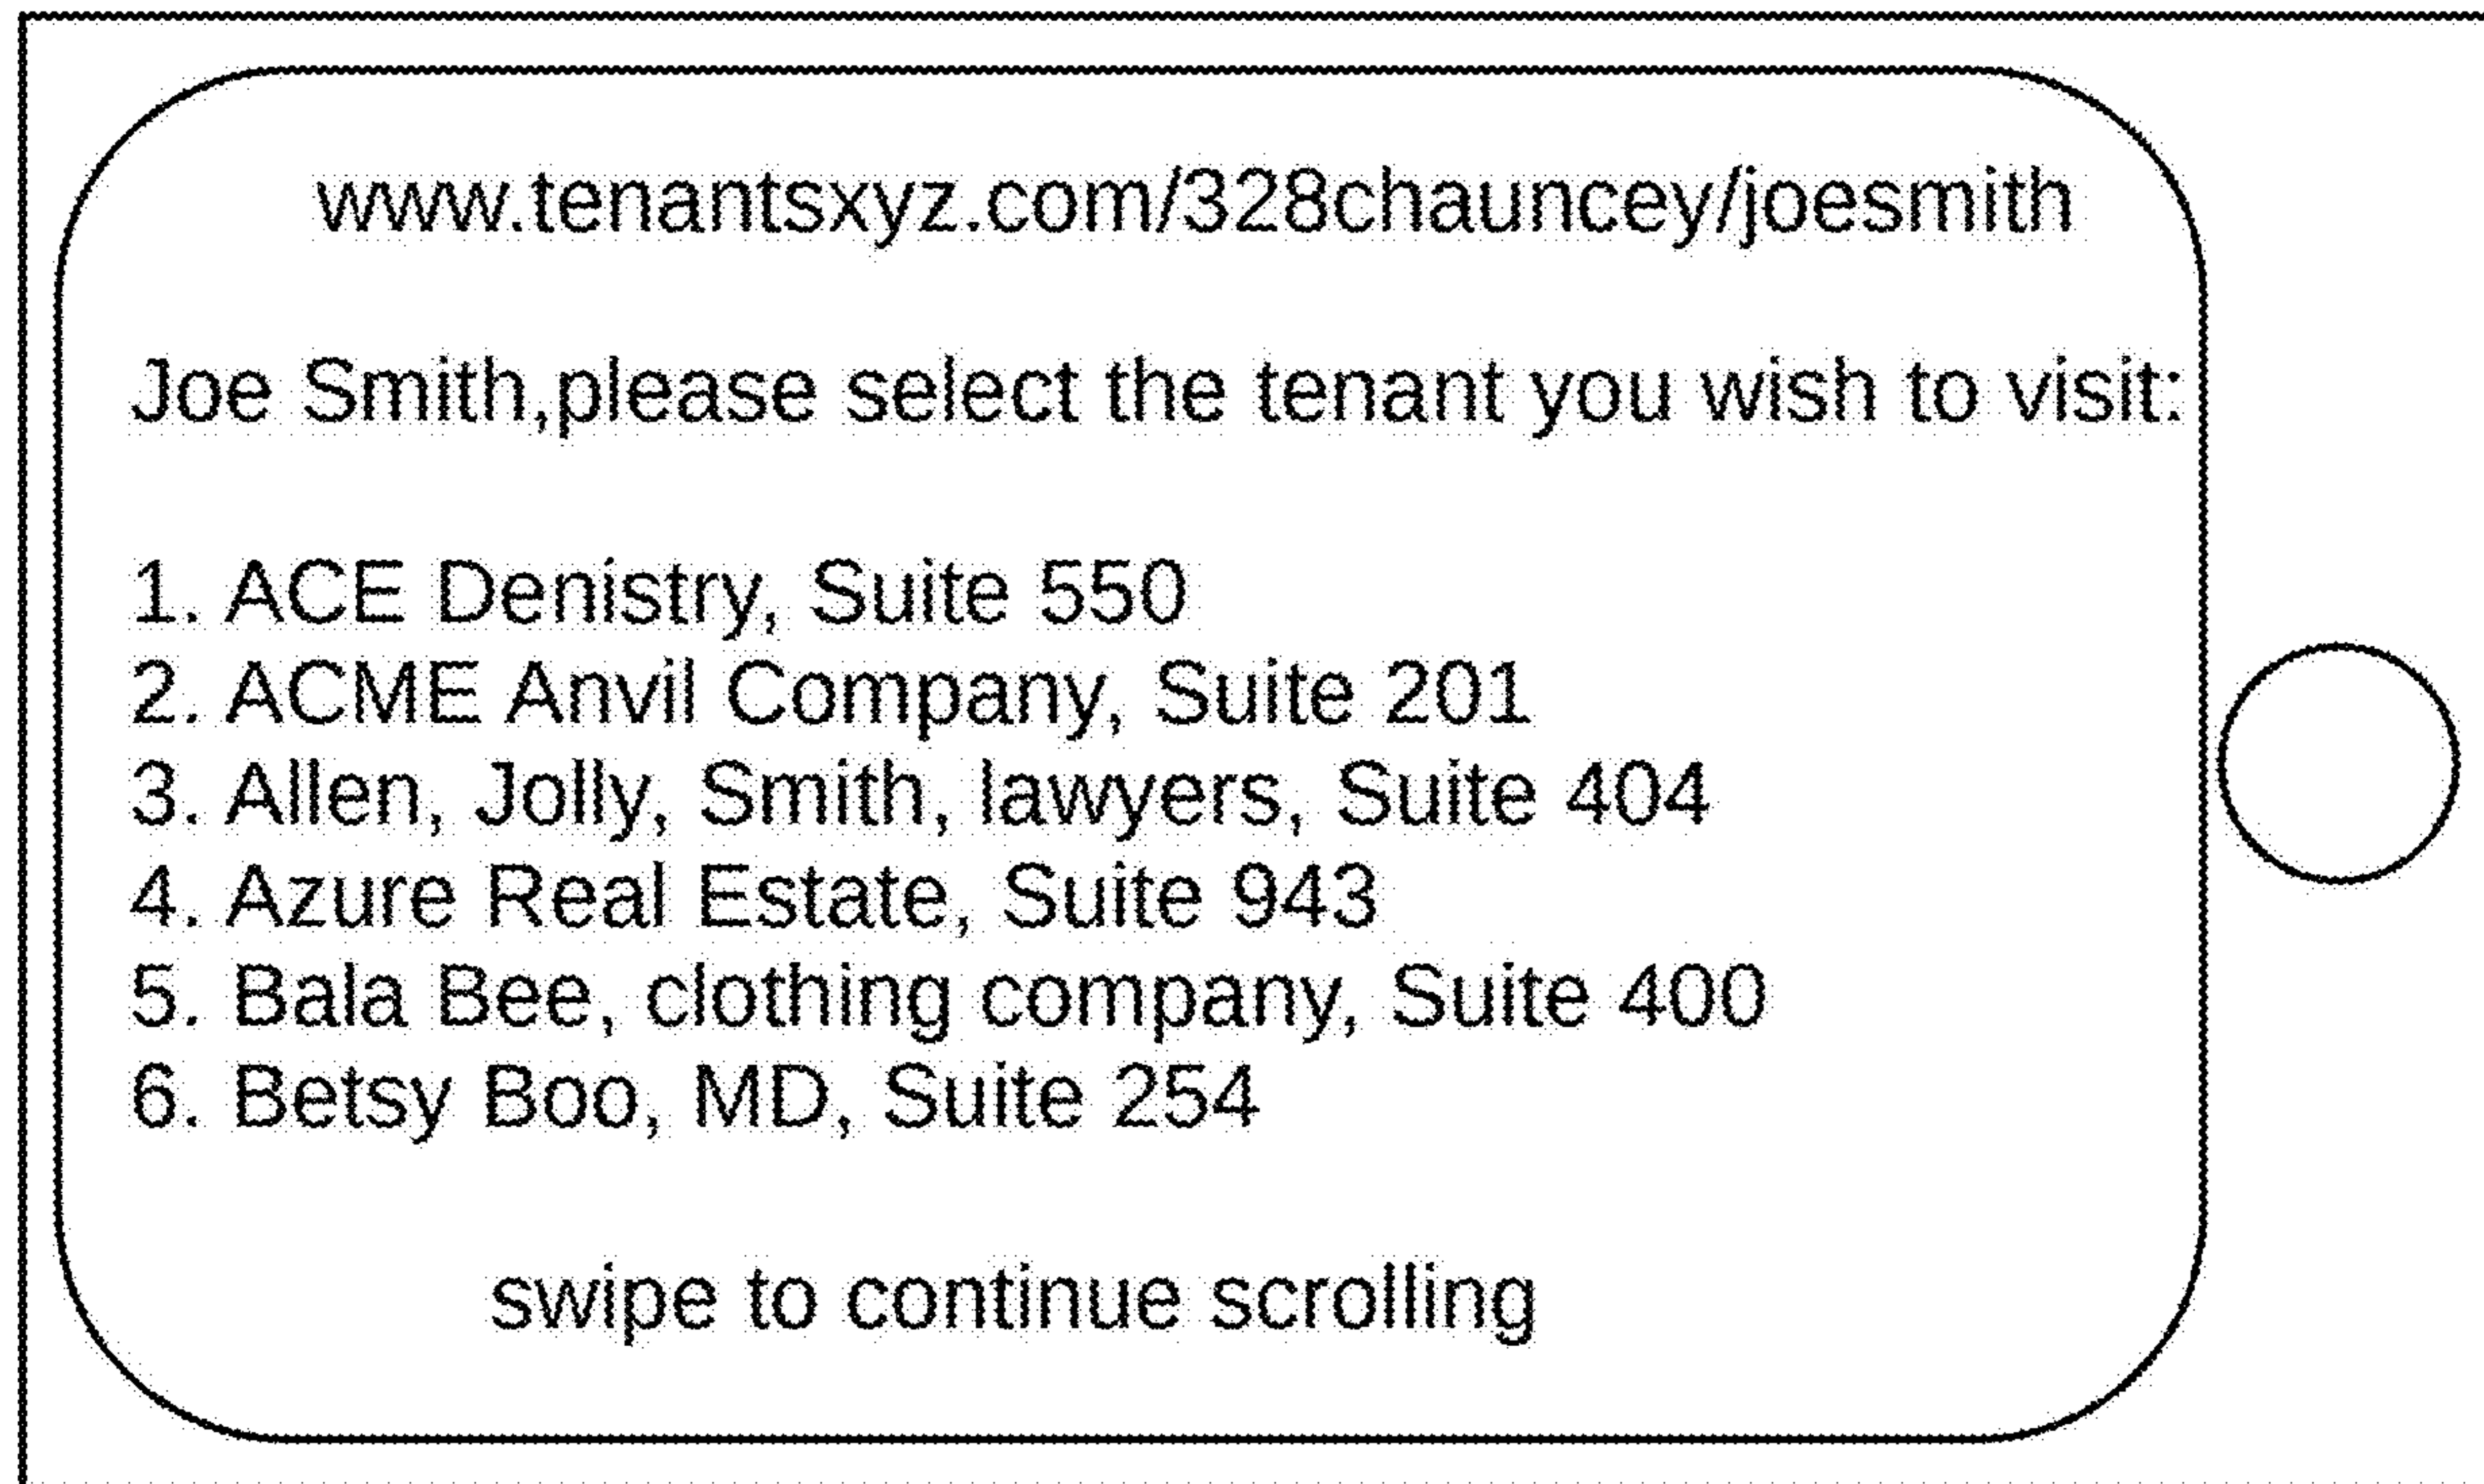 www.tenantsxyz.com/328chauncey/joesmith
Joe Smith,please select the tenant you wish to visit:
1. ACE Denistry, Suite 550
2. ACME Anvil Company, Suite 201
3. Allen, Jolly, Smith, lawyers, Suite 404
4. Azure Real Estate, Suite 943
5. Bala Bee, clothing company, Suite 400
6. Betsy Boo, MD, Suite 254
swipe to continue scrolling